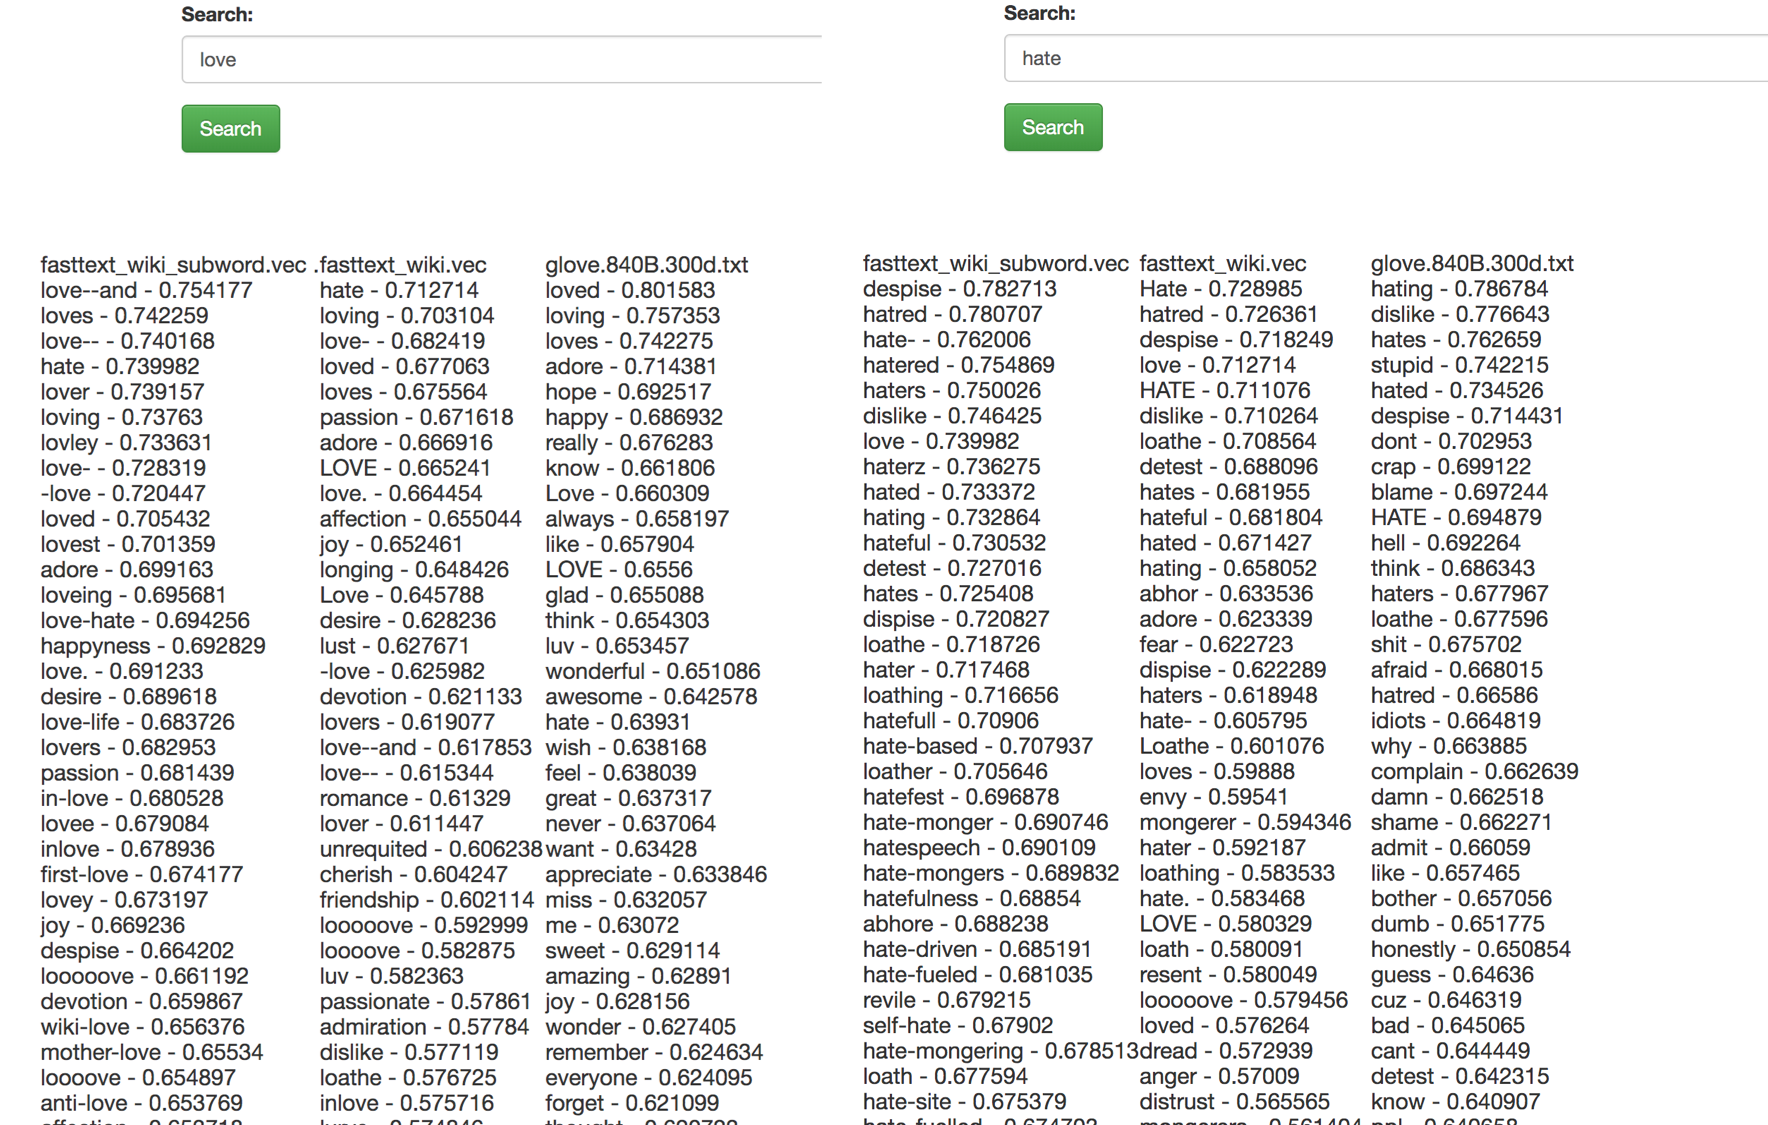 Search:
love
Search
fasttext_wiki_subword.vec .fasttext_wiki.vec glove.840B.300d.txt
love--and - 0.754177 hate - 0.712714 loved - 0.801583
loves - 0.742259 loving - 0.703104 loving - 0.757353
love-- - 0.740168 love- - 0.682419 loves - 0.742275
hate - 0.739982 loved - 0.677063 adore - 0.714381
lover - 0.739157 loves - 0.675564 hope - 0.692517
loving - 0.73763 passion - 0.671618 happy - 0.686932
lovley - 0.733631 adore - 0.666916 really - 0.676283
love- - 0.728319 LOVE - 0.665241 know - 0.661806
-love - 0.720447 love. - 0.664454 Love - 0.660309
loved - 0.705432 affection - 0.655044 always - 0.658197
lovest - 0.701359 joy - 0.652461 like - 0.657904
adore - 0.699163 longing - 0.648426 LOVE - 0.6556
loveing - 0.695681 Love - 0.645788 glad - 0.655088
love-hate - 0.694256 desire - 0.628236 think - 0.654303
happyness - 0.692829 lust - 0.627671 luv - 0.653457
love. - 0.691233 -love - 0.625982 wonderful - 0.651086
desire - 0.689618 devotion - 0.621133 awesome - 0.642578
love-life - 0.683726 lovers - 0.619077 hate - 0.63931
lovers - 0.682953 love--and - 0.617853 wish - 0.638168
passion - 0.681439 love-- - 0.615344 feel - 0.638039
in-love - 0.680528 romance - 0.61329 great - 0.637317
lovee - 0.679084 lover - 0.611447 never - 0.637064
inlove - 0.678936 unrequited - 0.606238 want - 0.63428
first-love - 0.674177 cherish - 0.604247 appreciate - 0.633846
lovey - 0.673197 friendship - 0.602114 miss - 0.632057
joy - 0.669236 looooove - 0.592999 me - 0.63072
despise - 0.664202 loooove - 0.582875 sweet - 0.629114
looooove - 0.661192 luv - 0.582363 amazing - 0.62891
devotion - 0.659867 passionate - 0.57861 joy - 0.628156
wiki-love - 0.656376 admiration - 0.57784 wonder - 0.627405
mother-love - 0.65534 dislike - 0.577119 remember - 0.624634
loooove - 0.654897 loathe - 0.576725 everyone - 0.624095
anti-love - 0.653769 inlove - 0.575716 forget - 0.621099
Search:
hate
Search
fasttext_wiki_subword.vec fasttext_wiki.vec glove.840B.300d.txt
despise - 0.782713 Hate - 0.728985 hating - 0.786784
hatred - 0.780707 hatred - 0.726361 dislike - 0.776643
hate- - 0.762006 despise - 0.718249 hates - 0.762659
hatered - 0.754869 love - 0.712714 stupid - 0.742215
haters - 0.750026 HATE - 0.711076 hated - 0.734526
dislike - 0.746425 dislike - 0.710264 despise - 0.714431
love - 0.739982 loathe - 0.708564 dont - 0.702953
haterz - 0.736275 detest - 0.688096 crap - 0.699122
hated - 0.733372 hates - 0.681955 blame - 0.697244
hating - 0.732864 hateful - 0.681804 HATE - 0.694879
hateful - 0.730532 hated - 0.671427 hell - 0.692264
detest - 0.727016 hating - 0.658052 think - 0.686343
hates - 0.725408 abhor - 0.633536 haters - 0.677967
dispise - 0.720827 adore - 0.623339 loathe - 0.677596
loathe - 0.718726 fear - 0.622723 shit - 0.675702
hater - 0.717468 dispise - 0.622289 afraid - 0.668015
loathing - 0.716656 haters - 0.618948 hatred - 0.66586
hatefull - 0.70906 hate- - 0.605795 idiots - 0.664819
hate-based - 0.707937 Loathe - 0.601076 why - 0.663885
loather - 0.705646 loves - 0.59888 complain - 0.662639
hatefest - 0.696878 envy - 0.59541 damn - 0.662518
hate-monger - 0.690746 mongerer - 0.594346 shame - 0.662271
hatespeech - 0.690109 hater - 0.592187 admit - 0.66059
hate-mongers - 0.689832 loathing - 0.583533 like - 0.657465
hatefulness - 0.68854 hate. - 0.583468 bother - 0.657056
abhore - 0.688238 LOVE - 0.580329 dumb - 0.651775
hate-driven - 0.685191 loath - 0.580091 honestly - 0.650854
hate-fueled - 0.681035 resent - 0.580049 guess - 0.64636
revile - 0.679215 looooove - 0.579456 cuz - 0.646319
self-hate - 0.67902 loved - 0.576264 bad - 0.645065
hate-mongering - 0.678513 dread - 0.572939 cant - 0.644449
loath - 0.677594 anger - 0.57009 detest - 0.642315
hate-site - 0.675379 distrust - 0.565565 know - 0.640907